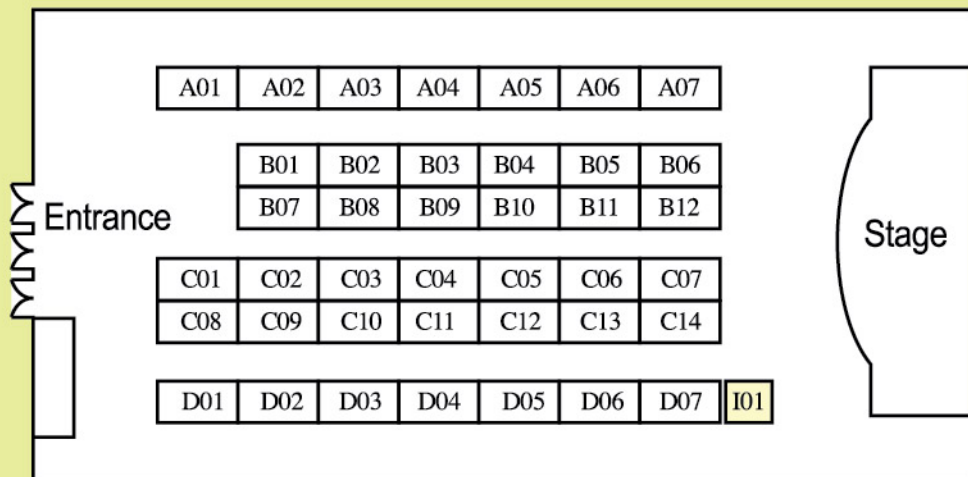 A01 A02 A03 A04 A05 A06 A07
B01 B02 B03 B04 B05 B06
B07 B08 B09 B10 B11 B12
Entrance
Stage
C01 C02 C03 C04 C05 C06 C07
C08 C09 C10 C11 C12 C13 C14
D01 D02 D03 D04 D05 D06 D07 I01